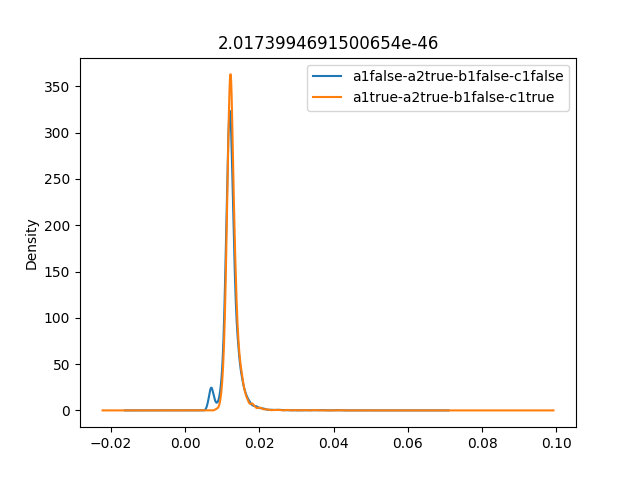 2.0173994691500654e-46
a1false-a2true-b1false-c1false
a1true-a2true-b1false-c1true
Density
350
300
250
200
150
100
50
0
−0.02 0.00 0.02 0.04 0.06 0.08 0.10